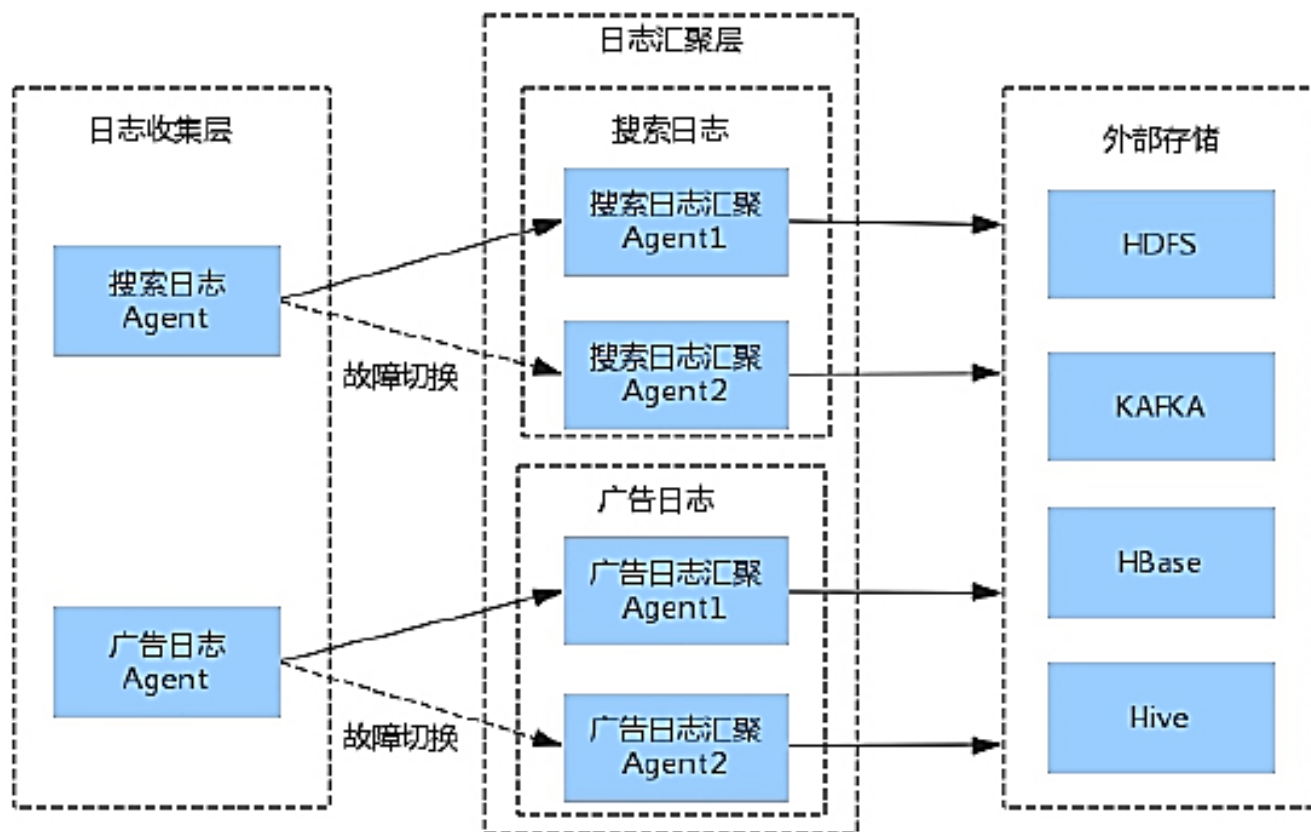 日志收集层
搜索日志
Agent
广告日志
Agent
故障切换
故障切换
日志汇聚层
搜索日志
搜索日志汇聚
Agent1
搜索日志汇聚
Agent2
广告日志
广告日志汇聚
Agent1
广告日志汇聚
Agent2
外部存储
HDFS
KAFKA
HBase
Hive